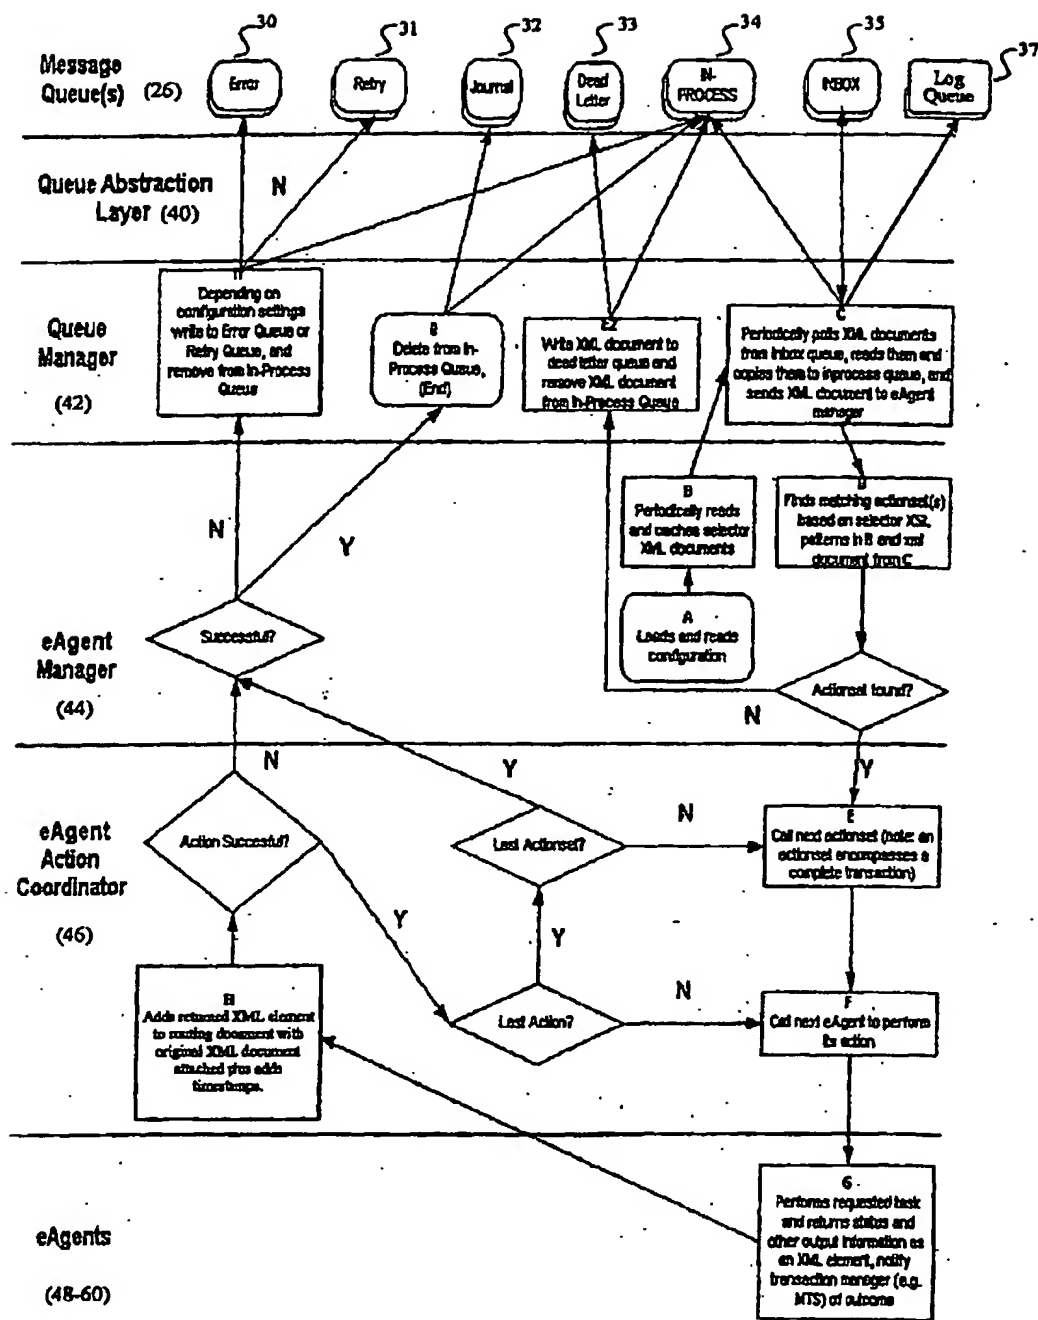 30
31
32
33
34
35
37
Message
Queue(s) (26)
Error
Retry
Journal
Dead
Letter
IN-
PROCESS
INBOX
Log
Queue
Queue Abstraction
Layer (40)
N
Queue
Manager
(42)
Depending on
configuration settings
write to Error Queue or
Retry Queue, and
remove from In-Process
Queue
Delete from In-
Process Queue,
(End)
E2
Write XML document to
dead letter queue and
remove XML document
from In-Process Queue
C
Periodically polls XML documents
from inbox queue, reads them and
copies them to inprocess queue, and
sends XML document to eAgent
manager
N
Y
B
Periodically reads
and caches selector
XML documents
D
Finds matching actionset(s)
based on selector XSL
patterns in B and xml
document from C
A
Loads and reads
configuration
eAgent
Manager
(44)
Successful?
Actionset found?
N
N
Y
Y
eAgent
Action
Coordinator
(46)
Action Successful?
Last Actionset?
N
E
Call next actionset (note: an
actionset encompasses a
complete transaction)
Y
Y
N
H
Adds returned XML element
to routing document with
original XML document
attached plus adds
timestamps.
Last Action?
F
Call next eAgent to perform
its action
eAgents
(48-60)
G
Performs requested task
and returns status and
other output information as
an XML element, notify
transaction manager (e.g.
MTS) of outcome